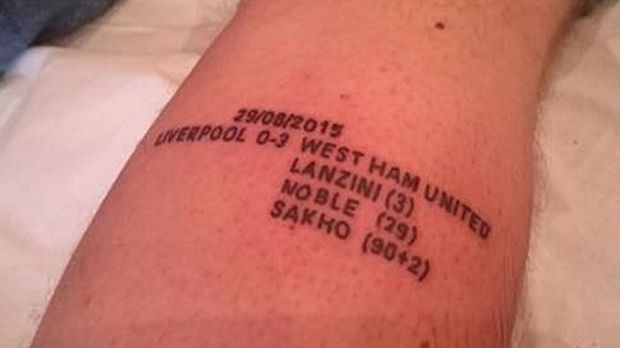 29/08/2015
LIVERPOOL 0-3 WEST HAM UNITED
LANZINI (3)
NOBLE (29)
SAKHO (90+2)